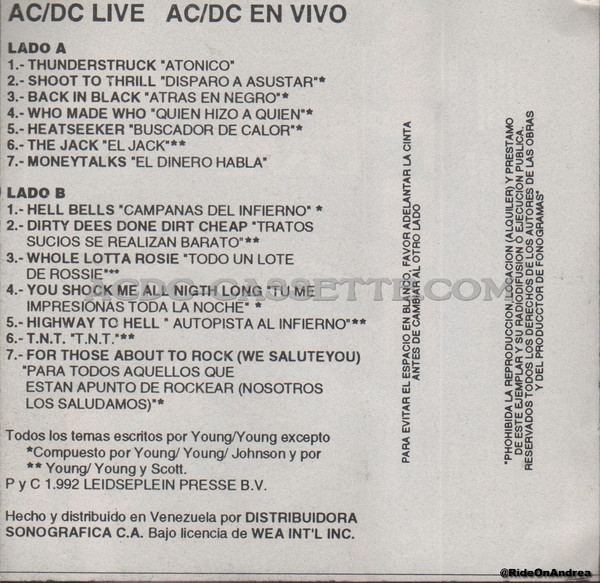 AC/DC LIVE   AC/DC EN VIVO
LADO A
1.- THUNDERSTRUCK "ATONICO"
2.- SHOOT TO THRILL "DISPARO A ASUSTAR"*
3.- BACK IN BLACK "ATRAS EN NEGRO"*
4.- WHO MADE WHO "QUIEN HIZO A QUIEN"*
5.- HEATSEEKER "BUSCADOR DE CALOR"*
6.- THE JACK "EL JACK"**
7.- MONEYTALKS "EL DINERO HABLA"
LADO B
1.- HELL BELLS "CAMPANAS DEL INFIERNO" *
2.- DIRTY DEES DONE DIRT CHEAP "TRATOS
SUCIOS SE REALIZAN BARATO"**
3.- WHOLE LOTTA ROSIE "TODO UN LOTE
DE ROSSIE"**
4.- YOU SHOCK ME ALL NIGTH LONG "TU ME
IMPRESIONAS TODA LA NOCHE" *
5.- HIGHWAY TO HELL " AUTOPISTA AL INFIERNO"**
6.- T.N.T. "T.N.T."**
7.- FOR THOSE ABOUT TO ROCK (WE SALUTEYOU)
"PARA TODOS AQUELLOS QUE
ESTAN APUNTO DE ROCKEAR (NOSOTROS
LOS SALUDAMOS)"*
Todos los temas escritos por Young/Young excepto
*Compuesto por Young/ Young/ Johnson y por
** Young/ Young y Scott.
P y C 1.992 LEIDSEPLEIN PRESSE B.V.
Hecho y distribuido en Venezuela por DISTRIBUIDORA
SONOGRAFICA C.A. Bajo licencia de WEA INT'L INC.
PARA EVITAR EL ESPACIO EN BLANCO, FAVOR ADELANTAR LA CINTA
ANTES DE CAMBIAR AL OTRO LADO
"PHOHIBIDA LA REPRODUCCION, LOCACION (ALQUILER) Y PRESTAMO
DE ESTE EJEMPLAR Y SU RADIODIFUSION O EJECUCION PUBLICA.
RESERVADOS TODOS LOS DERECHOS DE LOS AUTORES DE LAS OBRAS
Y DEL PRODUCCTOR DE FONOGRAMAS"
ACDC-CASSETTE.COM
@RideOnAndrea